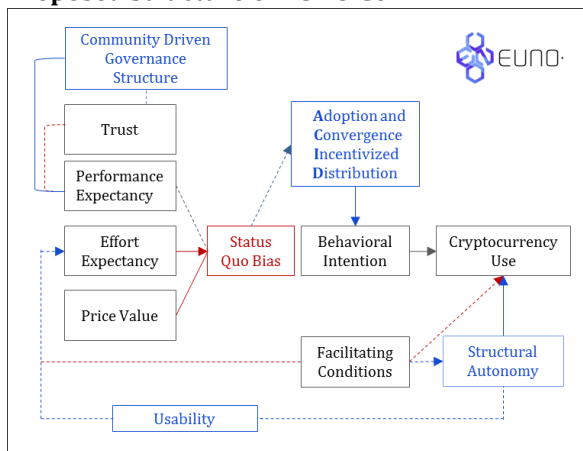 Community Driven
Governance
Structure
EUNO
Trust
Adoption and
Convergence
Incentivized
Distribution
Performance
Expectancy
Effort
Expectancy
Status
Quo Bias
Behavioral
Intention
Cryptocurrency
Use
Price Value
Facilitating
Conditions
Structural
Autonomy
Usability